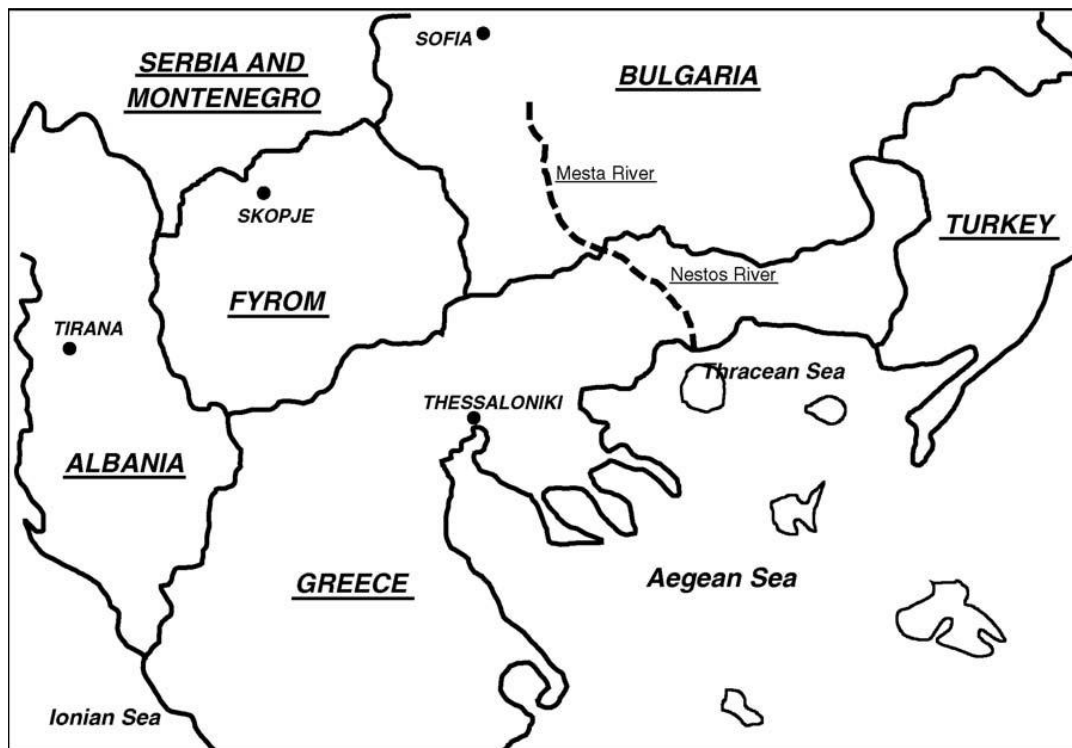 SOFIA
SERBIA AND
MONTENEGRO
BULGARIA
Mesta River
SKOPJE
TURKEY
Nestos River
FYROM
TIRANA
Thracean Sea
THESSALONIKI
ALBANIA
GREECE
Aegean Sea
Ionian Sea